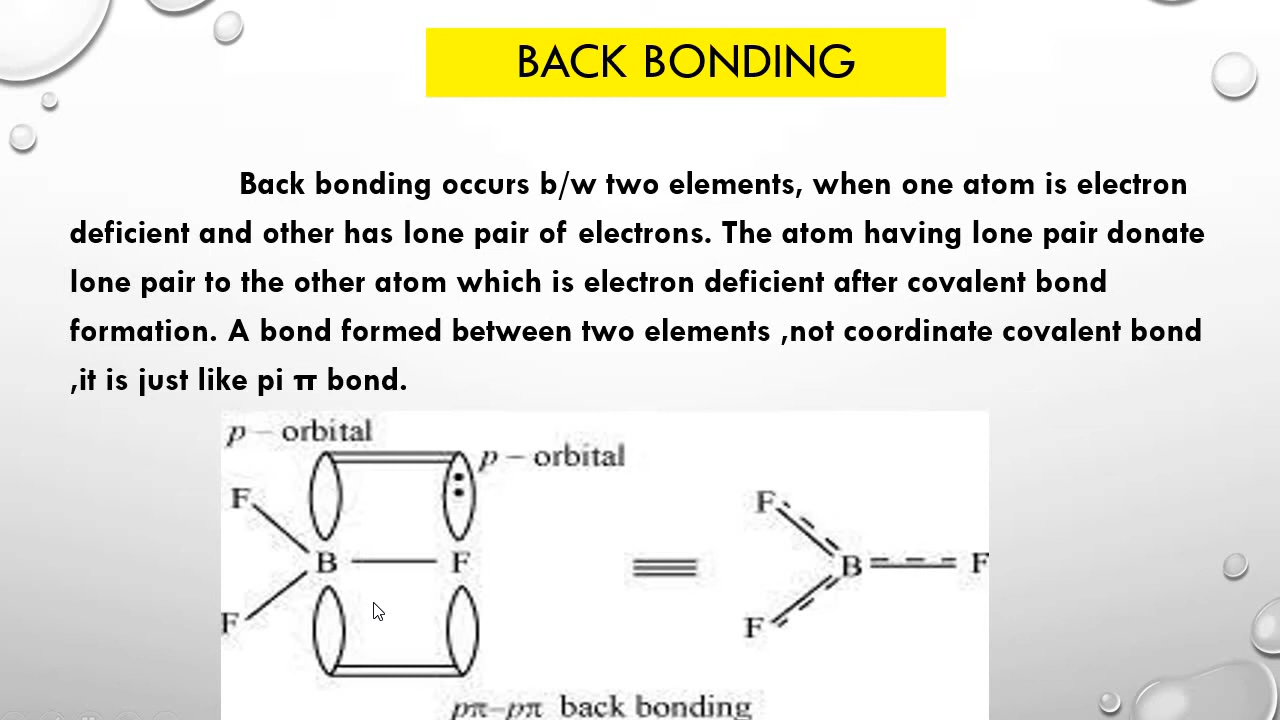 BACK BONDING
Back bonding occurs b/w two elements, when one atom is electron
deficient and other has lone pair of electrons. The atom having lone pair donate
lone pair to the other atom which is electron deficient after covalent bond
formation. A bond formed between two elements ,not coordinate covalent bond
,it is just like pi π bond.
p – orbital
p – orbital
F
F
B F
B F
F
F
pπ–pπ back bonding